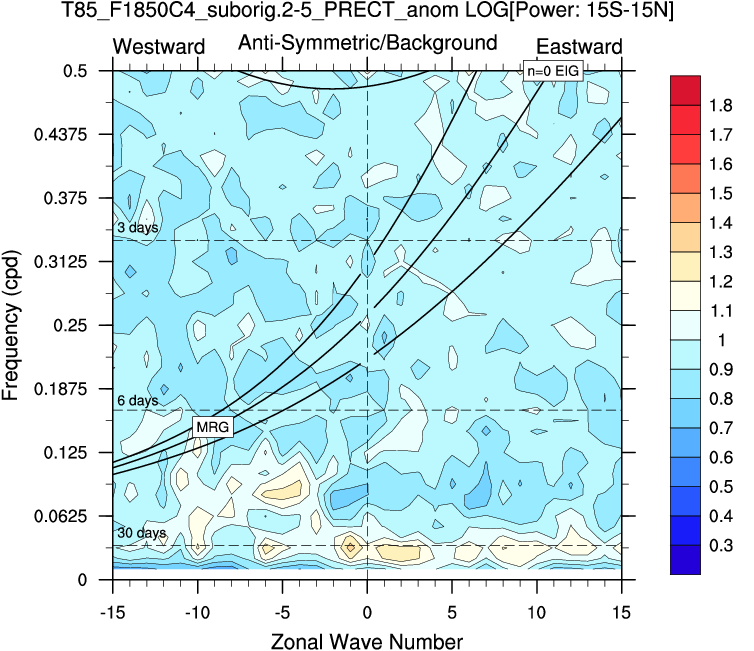 T85_F1850C4_suborig.2-5_PRECT_anom LOG[Power: 15S-15N]
Westward Anti-Symmetric/Background Eastward
n=0 EIG
0.5
0.4375
0.375
3 days
0.3125
0.25
0.1875
6 days
MRG
0.125
0.0625
30 days
0
Frequency (cpd)
-15 -10 -5 0 5 10 15
Zonal Wave Number
1.8
1.7
1.6
1.5
1.4
1.3
1.2
1.1
1
0.9
0.8
0.7
0.6
0.5
0.4
0.3